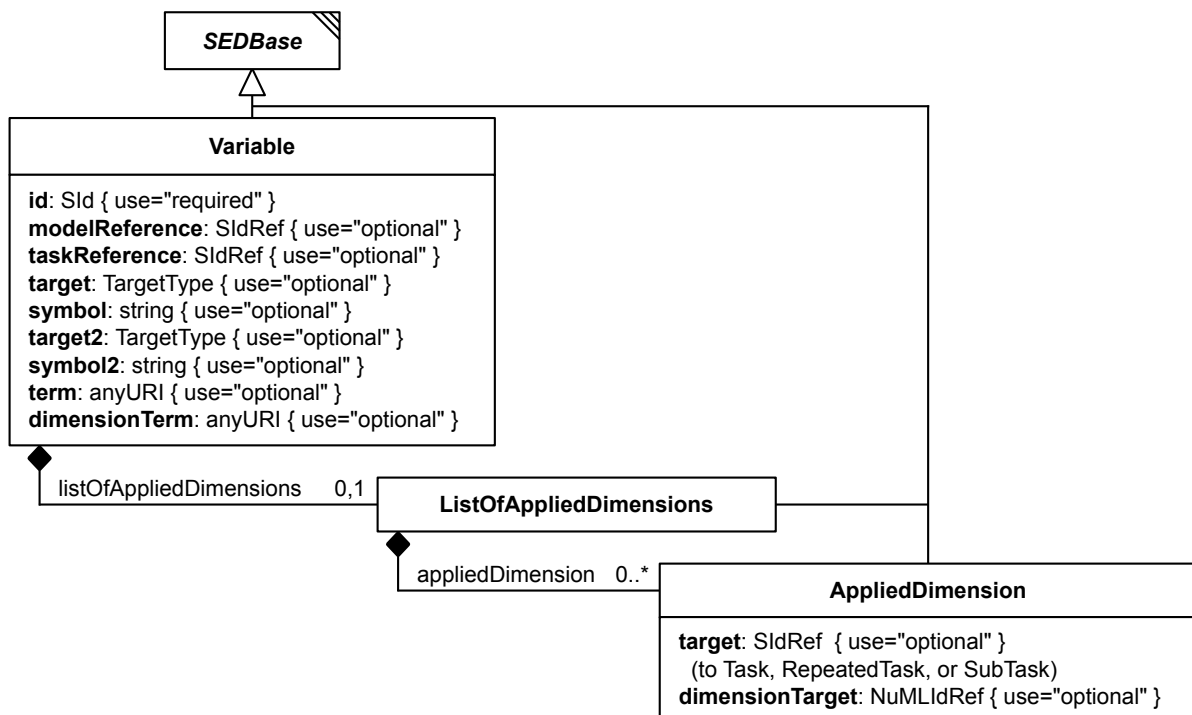 SEDBase
Variable
id: SId { use="required" }
modelReference: SIdRef { use="optional" }
taskReference: SIdRef { use="optional" }
target: TargetType { use="optional" }
symbol: string { use="optional" }
target2: TargetType { use="optional" }
symbol2: string { use="optional" }
term: anyURI { use="optional" }
dimensionTerm: anyURI { use="optional" }
listOfAppliedDimensions 0,1
ListOfAppliedDimensions
appliedDimension 0..*
AppliedDimension
target: SIdRef { use="optional" }
(to Task, RepeatedTask, or SubTask)
dimensionTarget: NuMLIdRef { use="optional" }